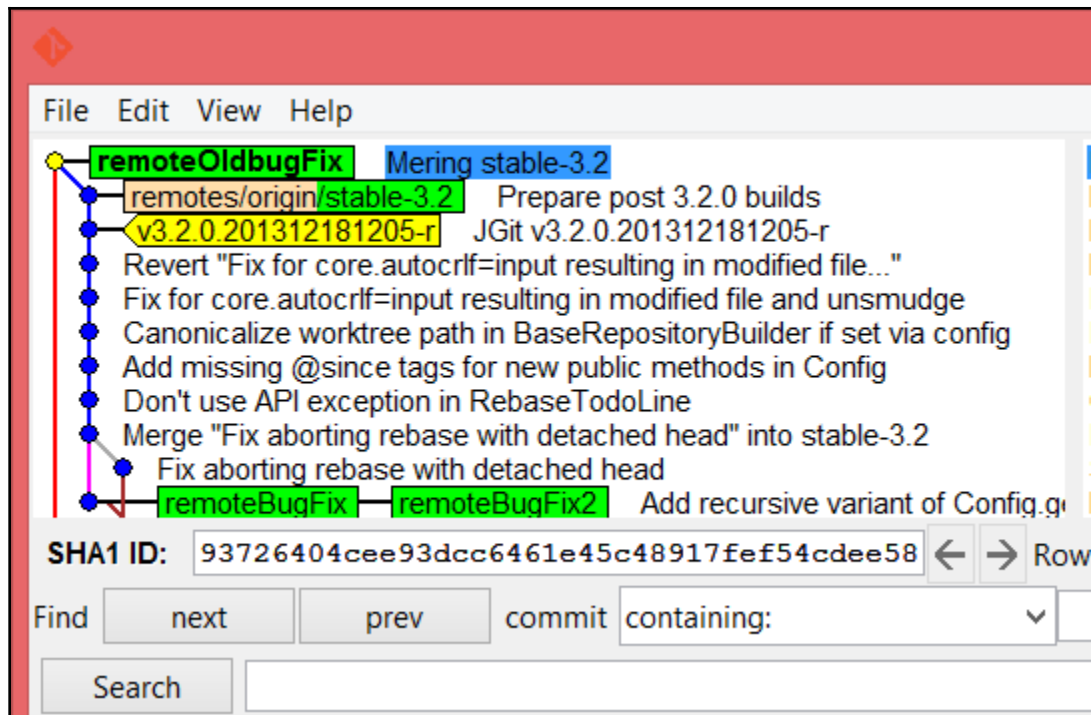 File Edit View Help
remoteOldbugFix Mering stable-3.2
remotes/origin/stable-3.2 Prepare post 3.2.0 builds
v3.2.0.201312181205-r JGit v3.2.0.201312181205-r
Revert "Fix for core.autocrlf=input resulting in modified file..."
Fix for core.autocrlf=input resulting in modified file and unsmudge
Canonicalize worktree path in BaseRepositoryBuilder if set via config
Add missing @since tags for new public methods in Config
Don't use API exception in RebaseTodoLine
Merge "Fix aborting rebase with detached head" into stable-3.2
Fix aborting rebase with detached head
remoteBugFix remoteBugFix2 Add recursive variant of Config.ge
SHA1 ID: 93726404cee93dcc6461e45c48917fef54cdee58 Row
Find next prev commit containing:
Search